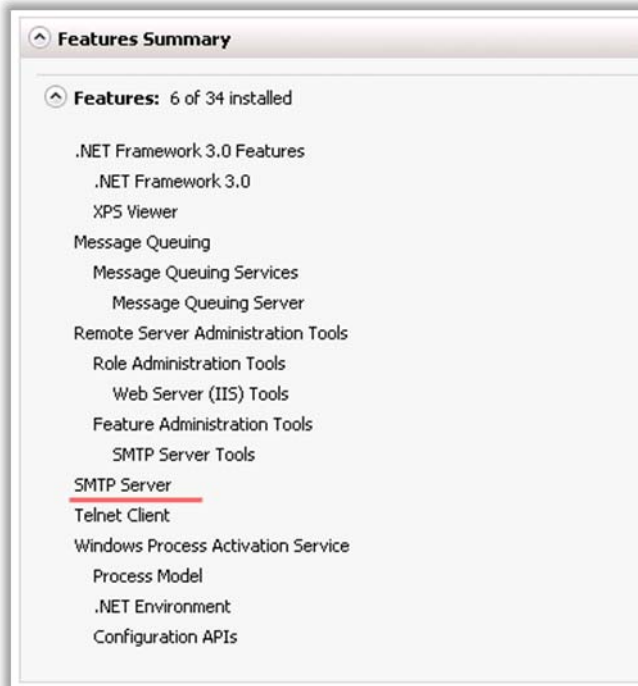 Features Summary
Features: 6 of 34 installed
.NET Framework 3.0 Features
.NET Framework 3.0
XPS Viewer
Message Queuing
Message Queuing Services
Message Queuing Server
Remote Server Administration Tools
Role Administration Tools
Web Server (IIS) Tools
Feature Administration Tools
SMTP Server Tools
SMTP Server
Telnet Client
Windows Process Activation Service
Process Model
.NET Environment
Configuration APIs